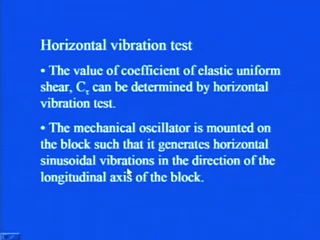 Horizontal vibration test
• The value of coefficient of elastic uniform
shear, Cτ can be determined by horizontal
vibration test.
• The mechanical oscillator is mounted on
the block such that it generates horizontal
sinusoidal vibrations in the direction of the
longitudinal axis of the block.